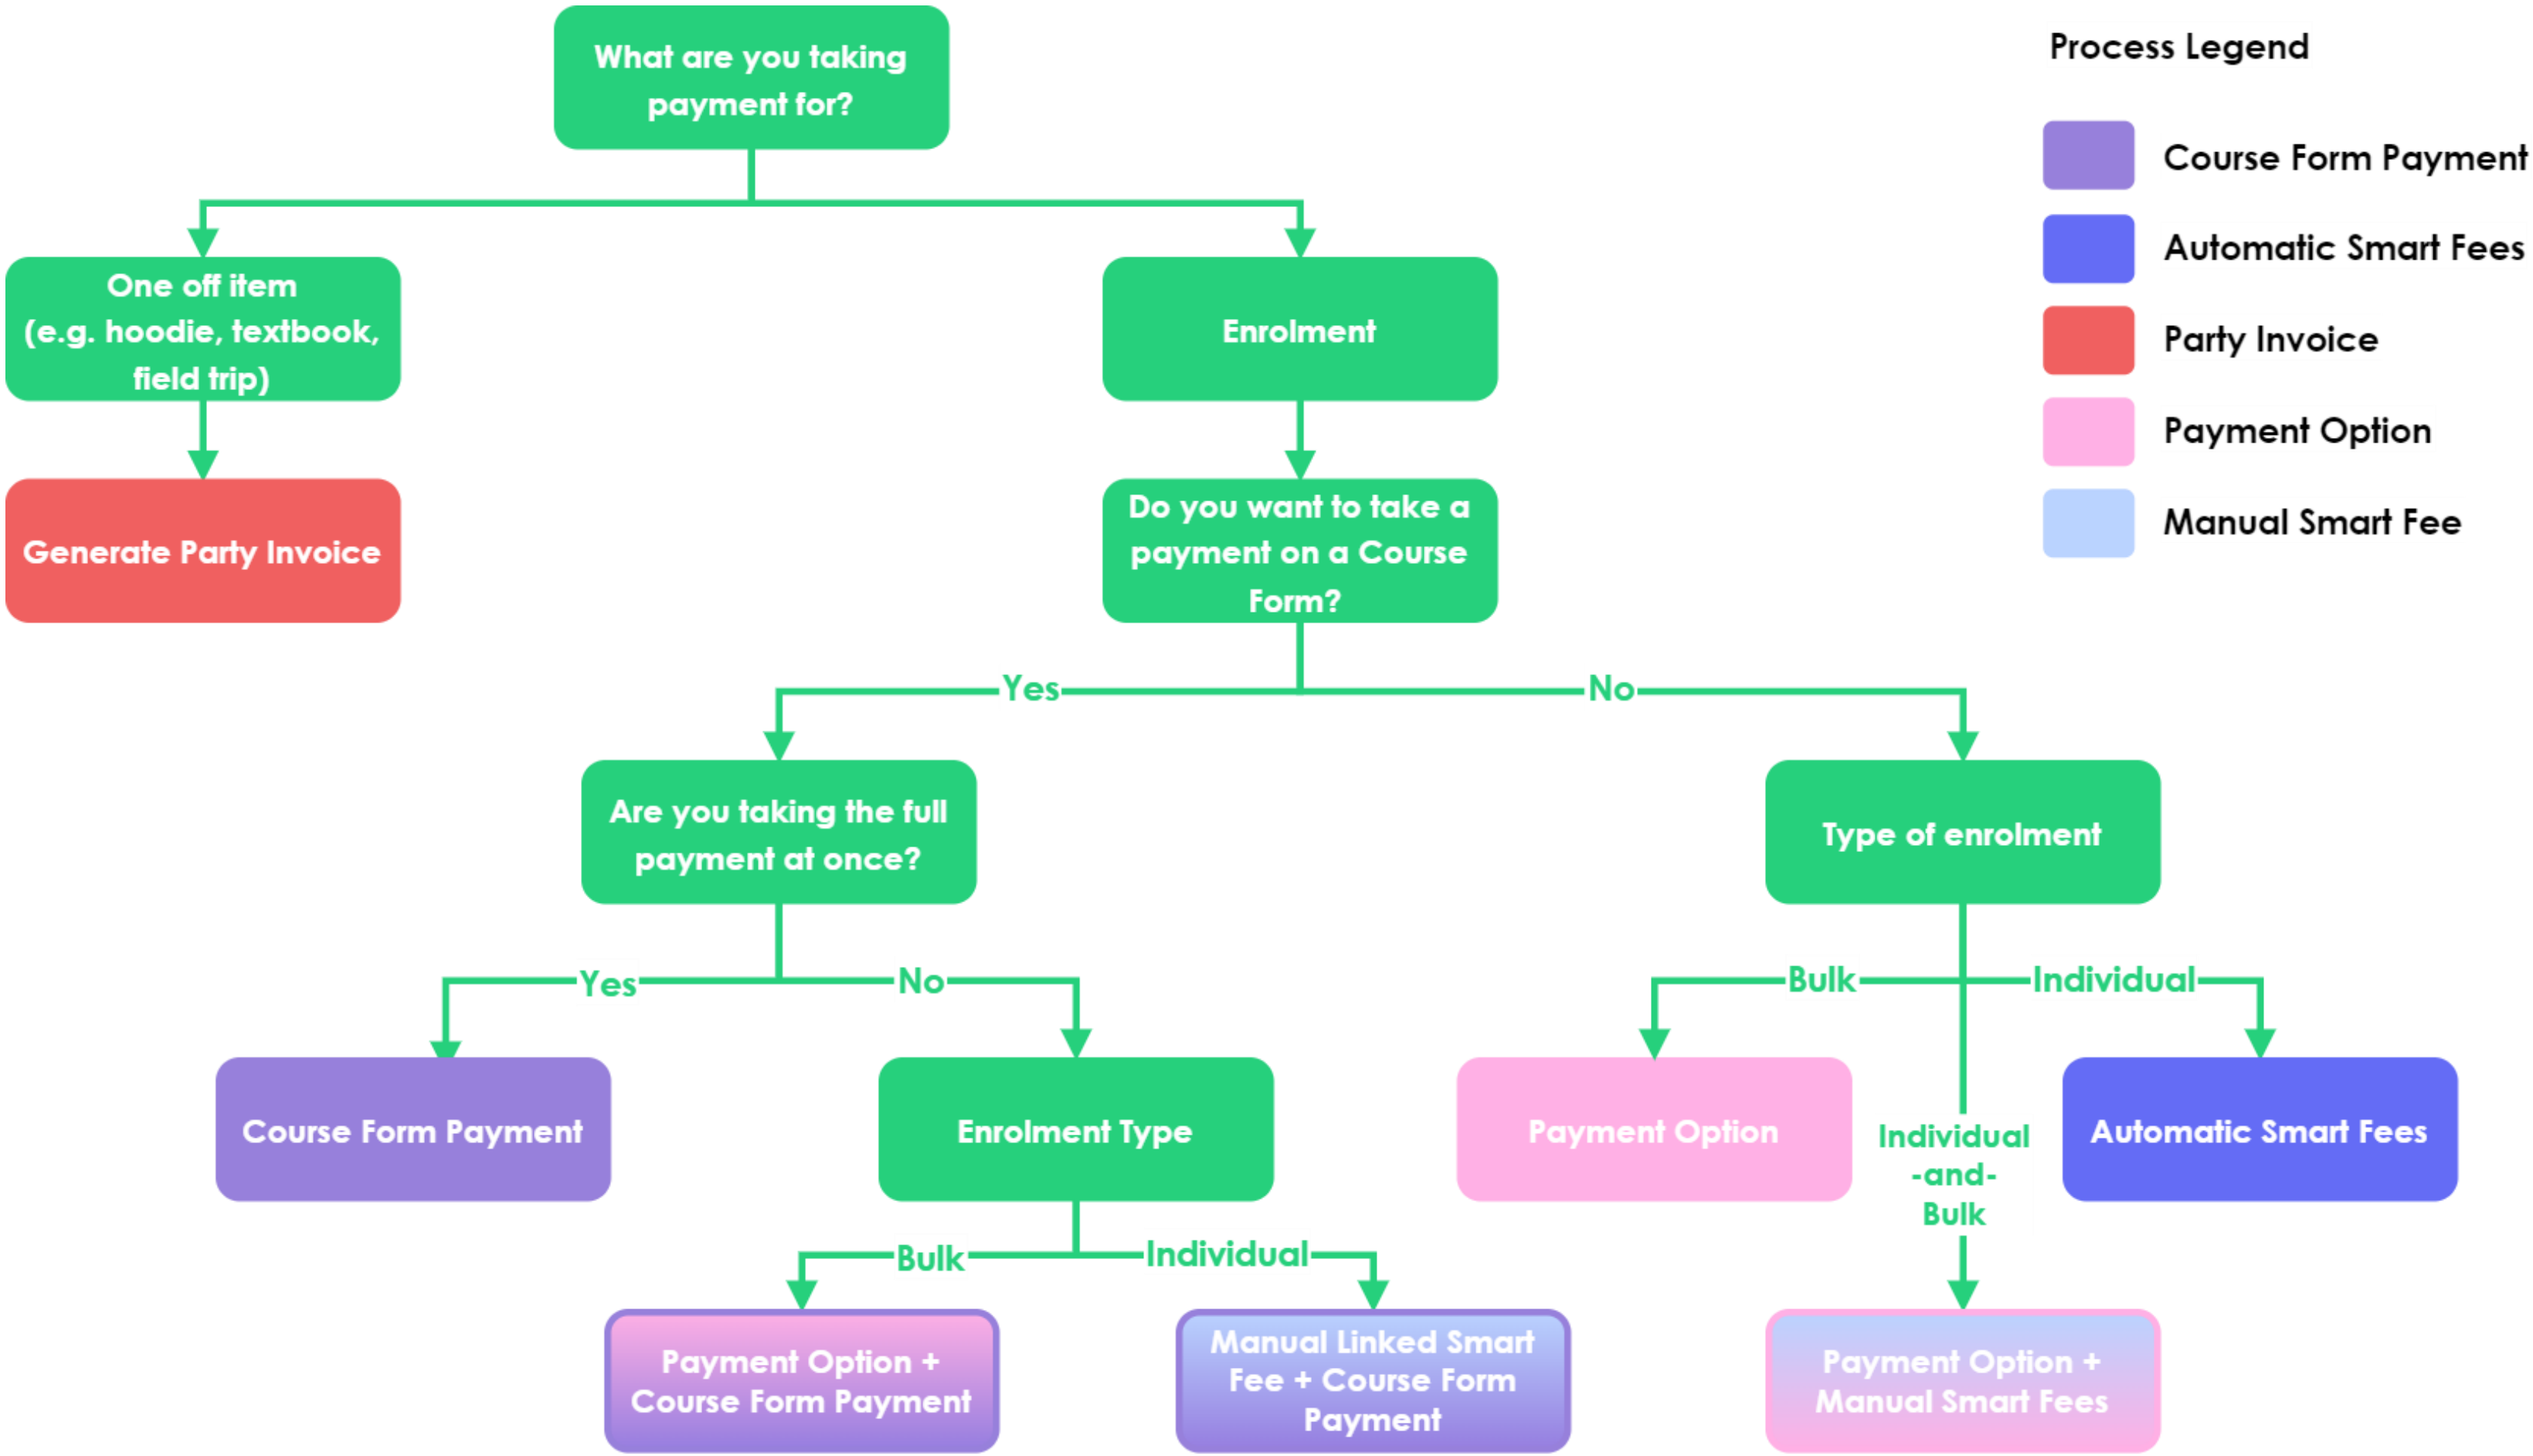 What are you taking
payment for?
Process Legend
Course Form Payment
Automatic Smart Fees
Party Invoice
Payment Option
Manual Smart Fee
One off item
(e.g. hoodie, textbook,
field trip)
Enrolment
Generate Party Invoice
Do you want to take a
payment on a Course
Form?
Yes
No
Are you taking the full
payment at once?
Type of enrolment
Yes
No
Bulk
Individual
Course Form Payment
Enrolment Type
Payment Option
Individual
-and-
Bulk
Automatic Smart Fees
Bulk
Individual
Payment Option +
Course Form Payment
Manual Linked Smart
Fee + Course Form
Payment
Payment Option +
Manual Smart Fees